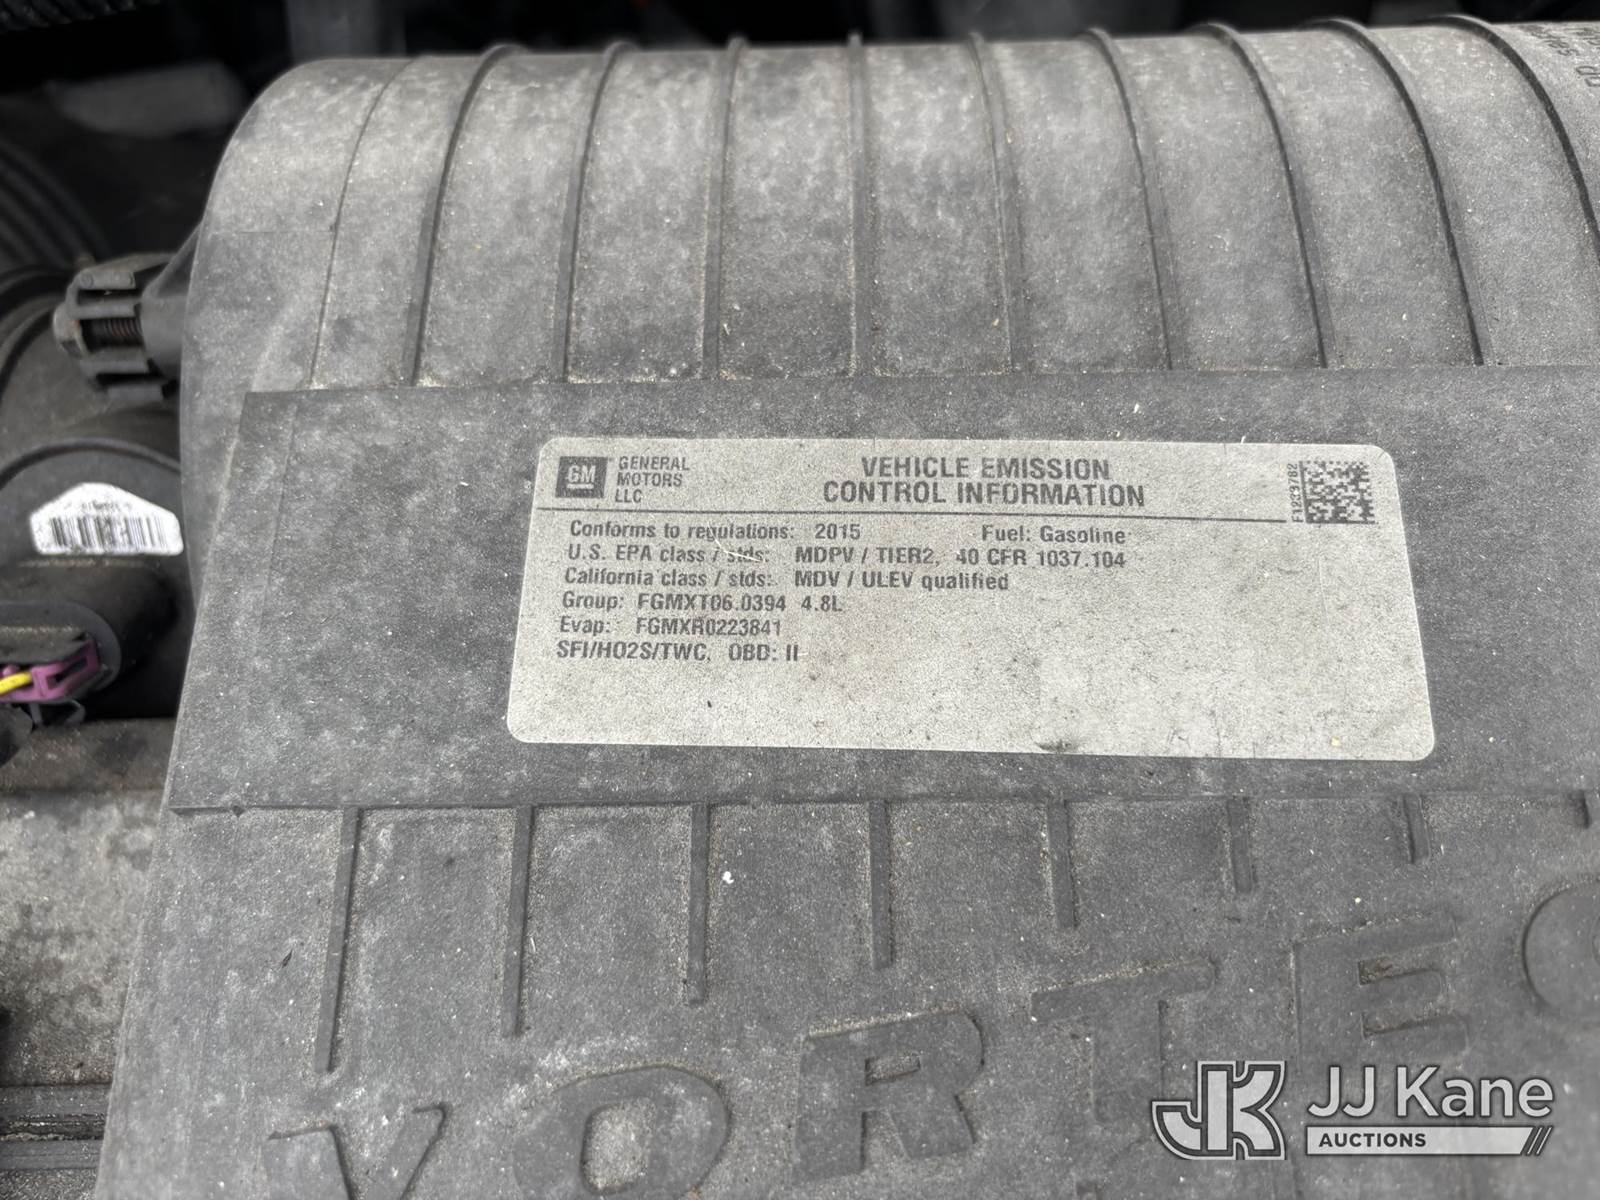 GM GENERAL MOTORS LLC
VEHICLE EMISSION
CONTROL INFORMATION
F1223762
Conforms to regulations: 2015 Fuel: Gasoline
U.S. EPA class / stds: MDPV / TIER2, 40 CFR 1037.104
California class / stds: MDV / ULEV qualified
Group: FGMXT06.0394 4.8L
Evap: FGMXR0223841
SFI/HO2S/TWC, OBD: II
VORTEC
JK JJ Kane
AUCTIONS